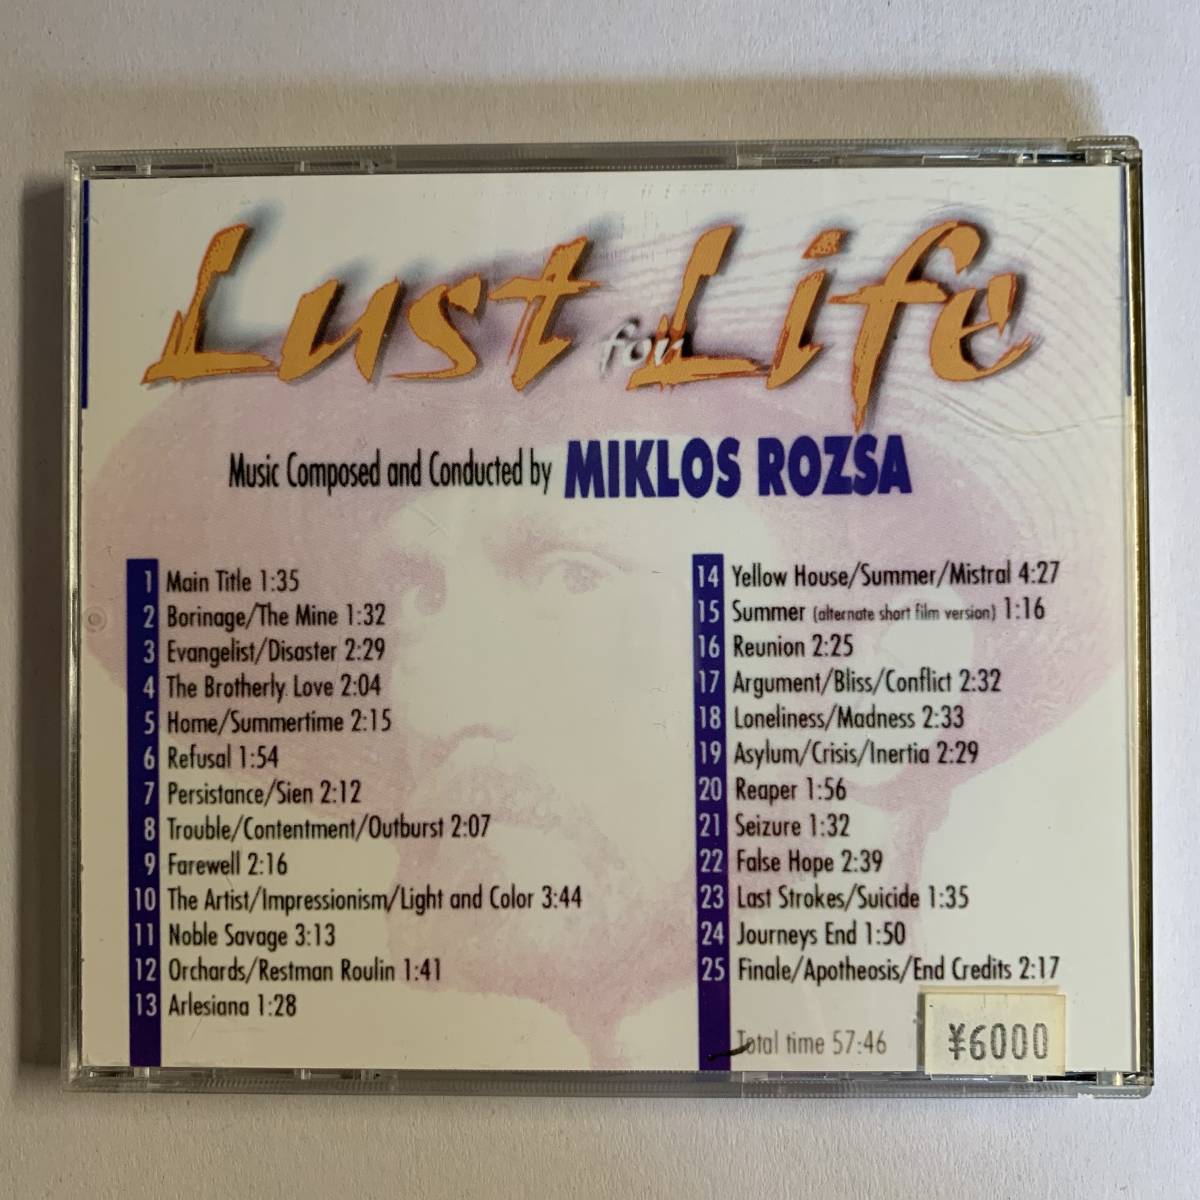 Lust for Life
Music Composed and Conducted by MIKLOS ROZSA
1 Main Title 1:35
2 Borinage/The Mine 1:32
3 Evangelist/Disaster 2:29
4 The Brotherly Love 2:04
5 Home/Summertime 2:15
6 Refusal 1:54
7 Persistance/Sien 2:12
8 Trouble/Contentment/Outburst 2:07
9 Farewell 2:16
10 The Artist/Impressionism/Light and Color 3:44
11 Noble Savage 3:13
12 Orchards/Restman Roulin 1:41
13 Arlesiana 1:28
14 Yellow House/Summer/Mistral 4:27
15 Summer (alternate short film version) 1:16
16 Reunion 2:25
17 Argument/Bliss/Conflict 2:32
18 Loneliness/Madness 2:33
19 Asylum/Crisis/Inertia 2:29
20 Reaper 1:56
21 Seizure 1:32
22 False Hope 2:39
23 Last Strokes/Suicide 1:35
24 Journeys End 1:50
25 Finale/Apotheosis/End Credits 2:17
Total time 57:46
¥6000